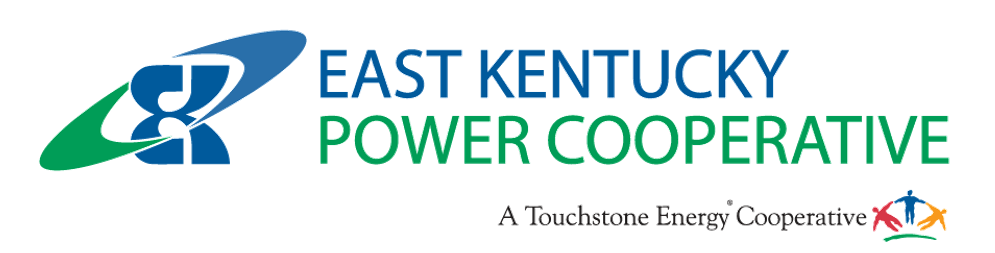 EAST KENTUCKY
POWER COOPERATIVE
A Touchstone Energy® Cooperative